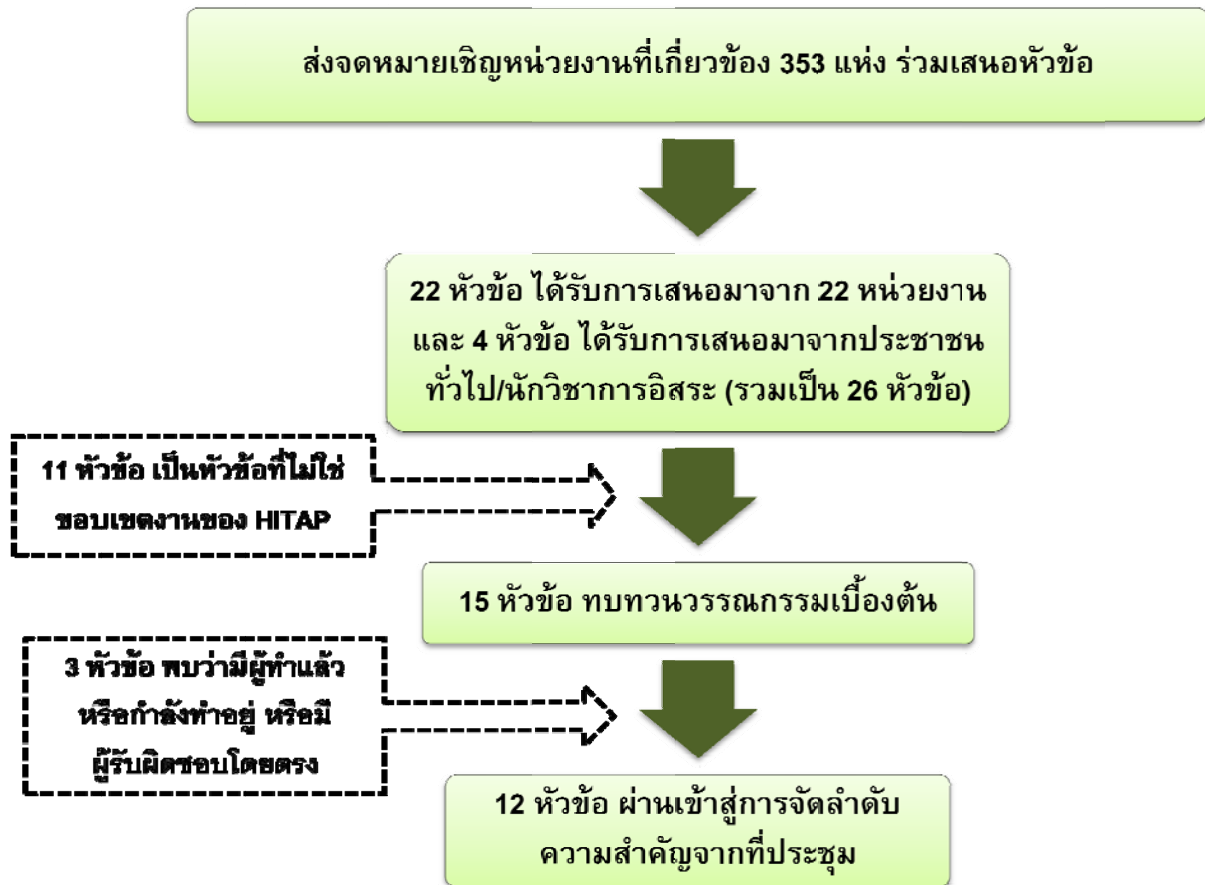 ส่งจดหมายเชิญหน่วยงานที่เกี่ยวข้อง 353 แห่ง ร่วมเสนอหัวข้อ
22 หัวข้อ ได้รับการเสนอมาจาก 22 หน่วยงาน
และ 4 หัวข้อ ได้รับการเสนอมาจากประชาชน
ทั่วไป/นักวิชาการอิสระ (รวมเป็น 26 หัวข้อ)
11 หัวข้อ เป็นหัวข้อที่ไม่ใช่
ขอบเขตงานของ HITAP
15 หัวข้อ ทบทวนวรรณกรรมเบื้องต้น
3 หัวข้อ พบว่ามีผู้ทำแล้ว
หรือกำลังทำอยู่ หรือมี
ผู้รับผิดชอบโดยตรง
12 หัวข้อ ผ่านเข้าสู่การจัดลำดับ
ความสำคัญจากที่ประชุม